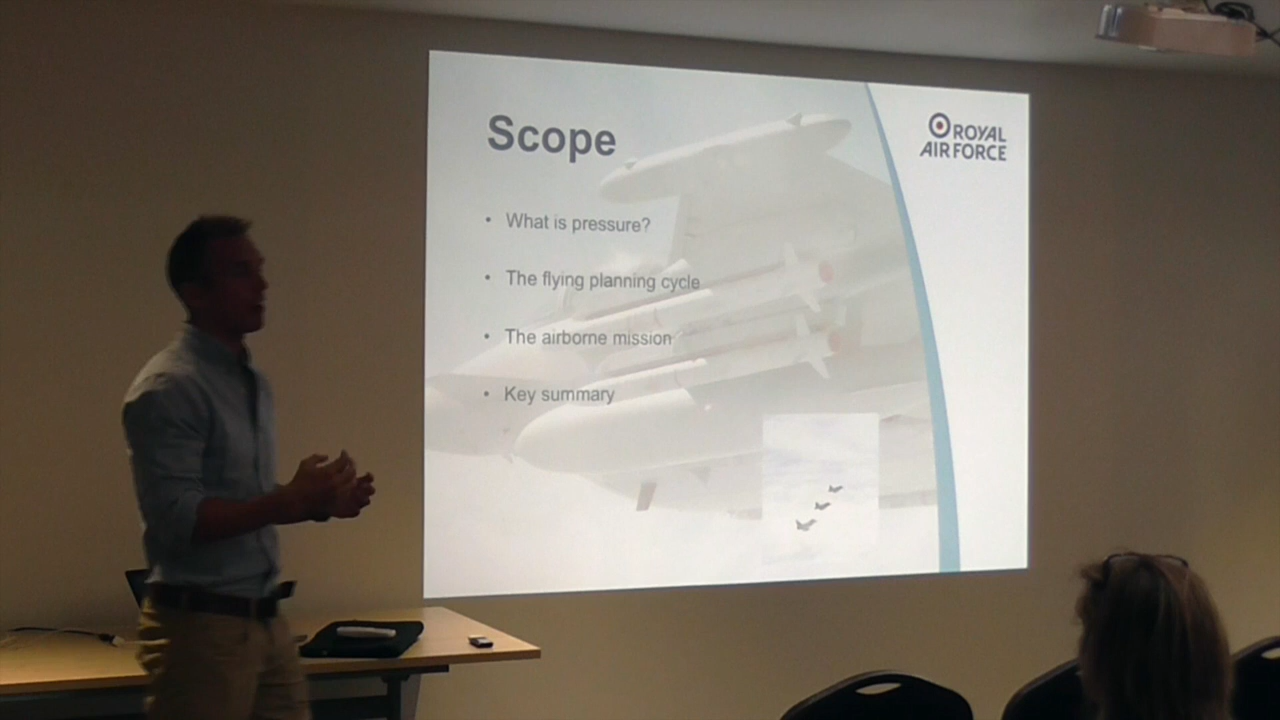 Scope
ROYAL
AIR FORCE
• What is pressure?
• The flying planning cycle
• The airborne mission
• Key summary